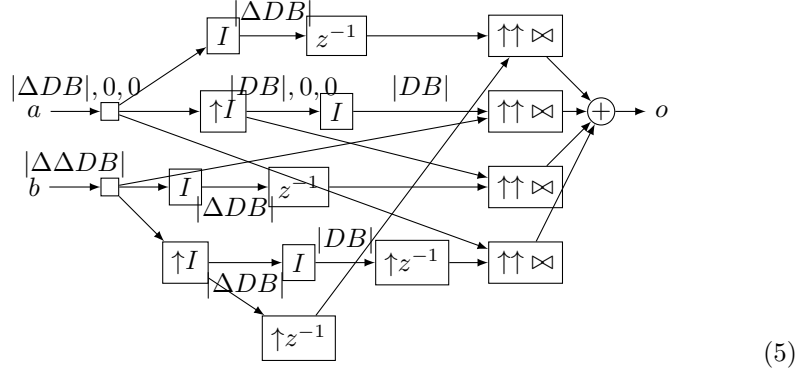 |ΔDB|
I
z⁻¹
↑↑ ⋈
|ΔDB|, 0, 0
|DB|, 0, 0
|DB|
a
↑I
I
↑↑ ⋈
+
o
|ΔΔDB|
b
I
z⁻¹
↑↑ ⋈
|ΔDB|
|DB|
↑I
I
↑z⁻¹
↑↑ ⋈
|ΔDB|
↑z⁻¹
(5)